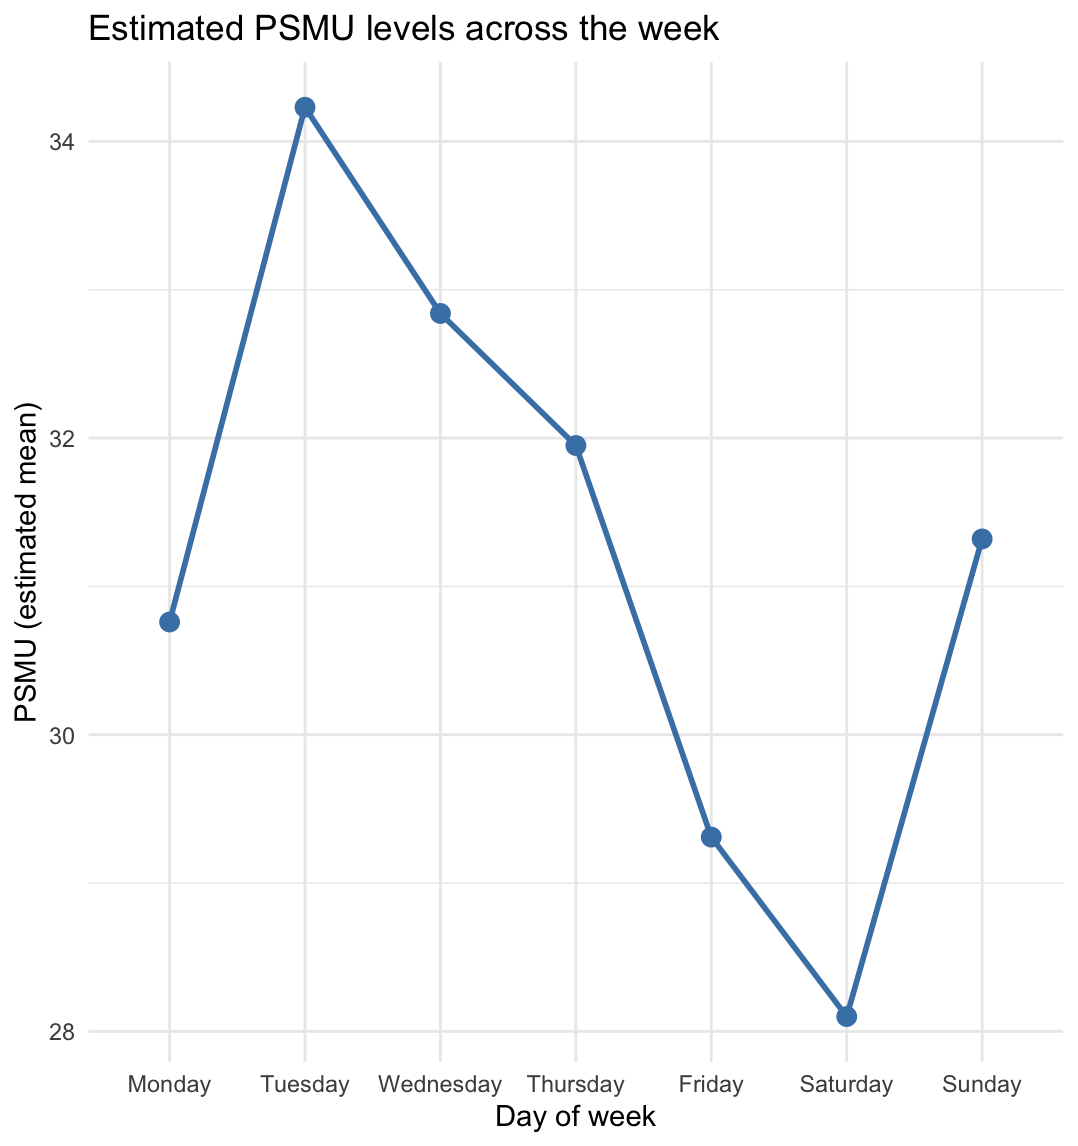 Estimated PSMU levels across the week
PSMU (estimated mean)
34
32
30
28
Monday Tuesday Wednesday Thursday Friday Saturday Sunday
Day of week